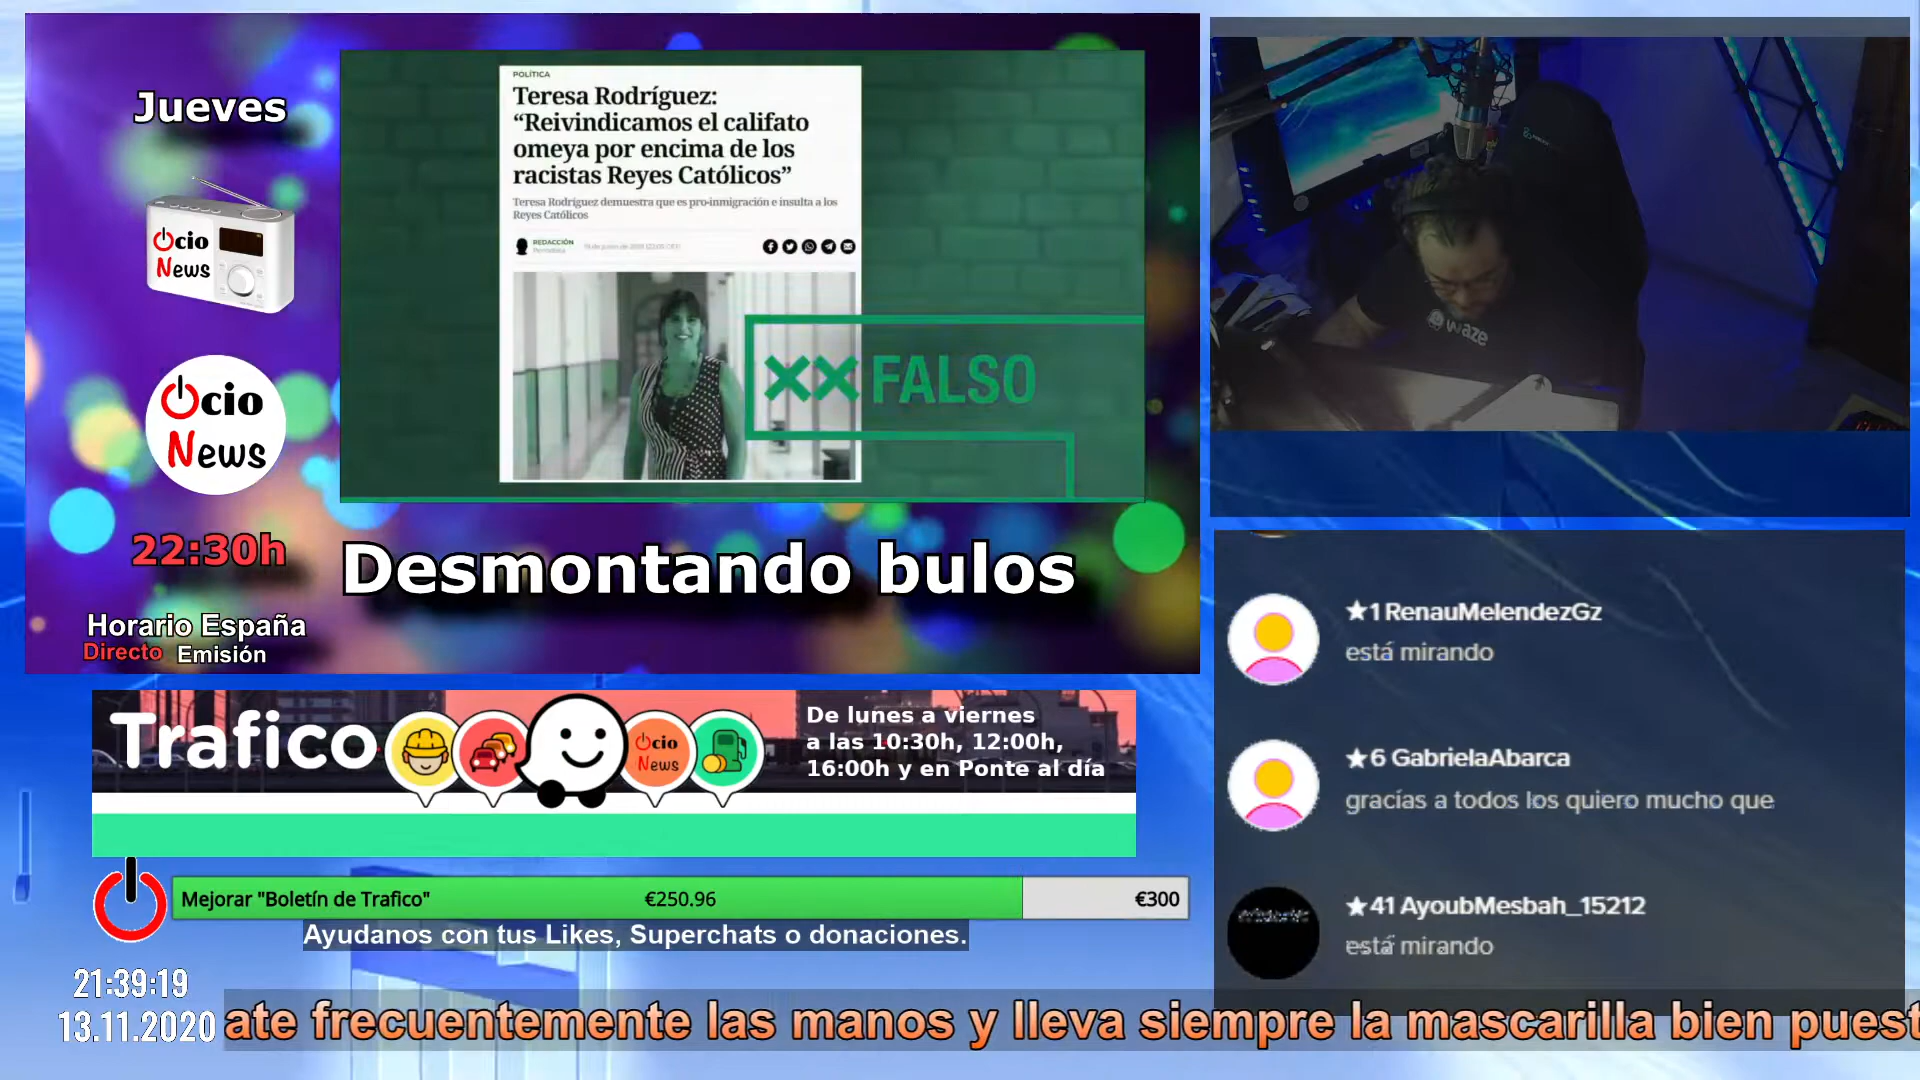 Jueves
Ocio
News
Ocio
News
22:30h
Horario España
Directo Emisión
POLÍTICA
Teresa Rodríguez:
“Reivindicamos el califato
omeya por encima de los
racistas Reyes Católicos”
Teresa Rodríguez demuestra que es pro-inmigración e insulta a los
Reyes Católicos
REDACCIÓN
XX FALSO
Desmontando bulos
waze
★1 RenauMelendezGz
está mirando
★6 GabrielaAbarca
gracías a todos los quiero mucho que
★41 AyoubMesbah_15212
está mirando
Trafico
Ocio
News
De lunes a viernes
a las 10:30h, 12:00h,
16:00h y en Ponte al día
Mejorar "Boletín de Trafico" €250.96 €300
Ayudanos con tus Likes, Superchats o donaciones.
21:39:19
13.11.2020
ate frecuentemente las manos y lleva siempre la mascarilla bien puest